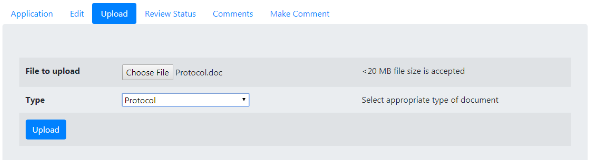 Application Edit Upload Review Status Comments Make Comment
File to upload Choose File Protocol.doc <20 MB file size is accepted
Type Protocol Select appropriate type of document
Upload